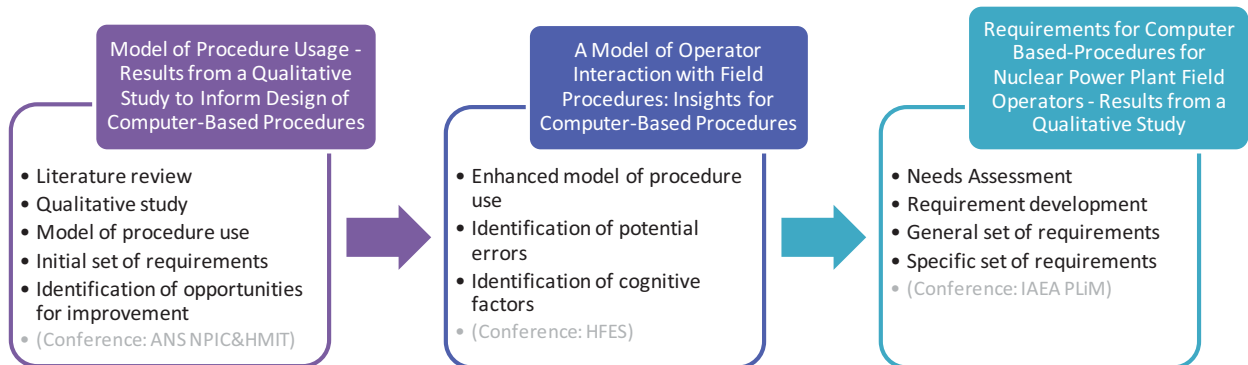 Model of Procedure Usage -
Results from a Qualitative
Study to Inform Design of
Computer-Based Procedures
• Literature review
• Qualitative study
• Model of procedure use
• Initial set of requirements
• Identification of opportunities
for improvement
• (Conference: ANS NPIC&HMIT)
A Model of Operator
Interaction with Field
Procedures: Insights for
Computer-Based Procedures
• Enhanced model of procedure
use
• Identification of potential
errors
• Identification of cognitive
factors
• (Conference: HFES)
Requirements for Computer
Based-Procedures for
Nuclear Power Plant Field
Operators - Results from a
Qualitative Study
• Needs Assessment
• Requirement development
• General set of requirements
• Specific set of requirements
• (Conference: IAEA PLiM)